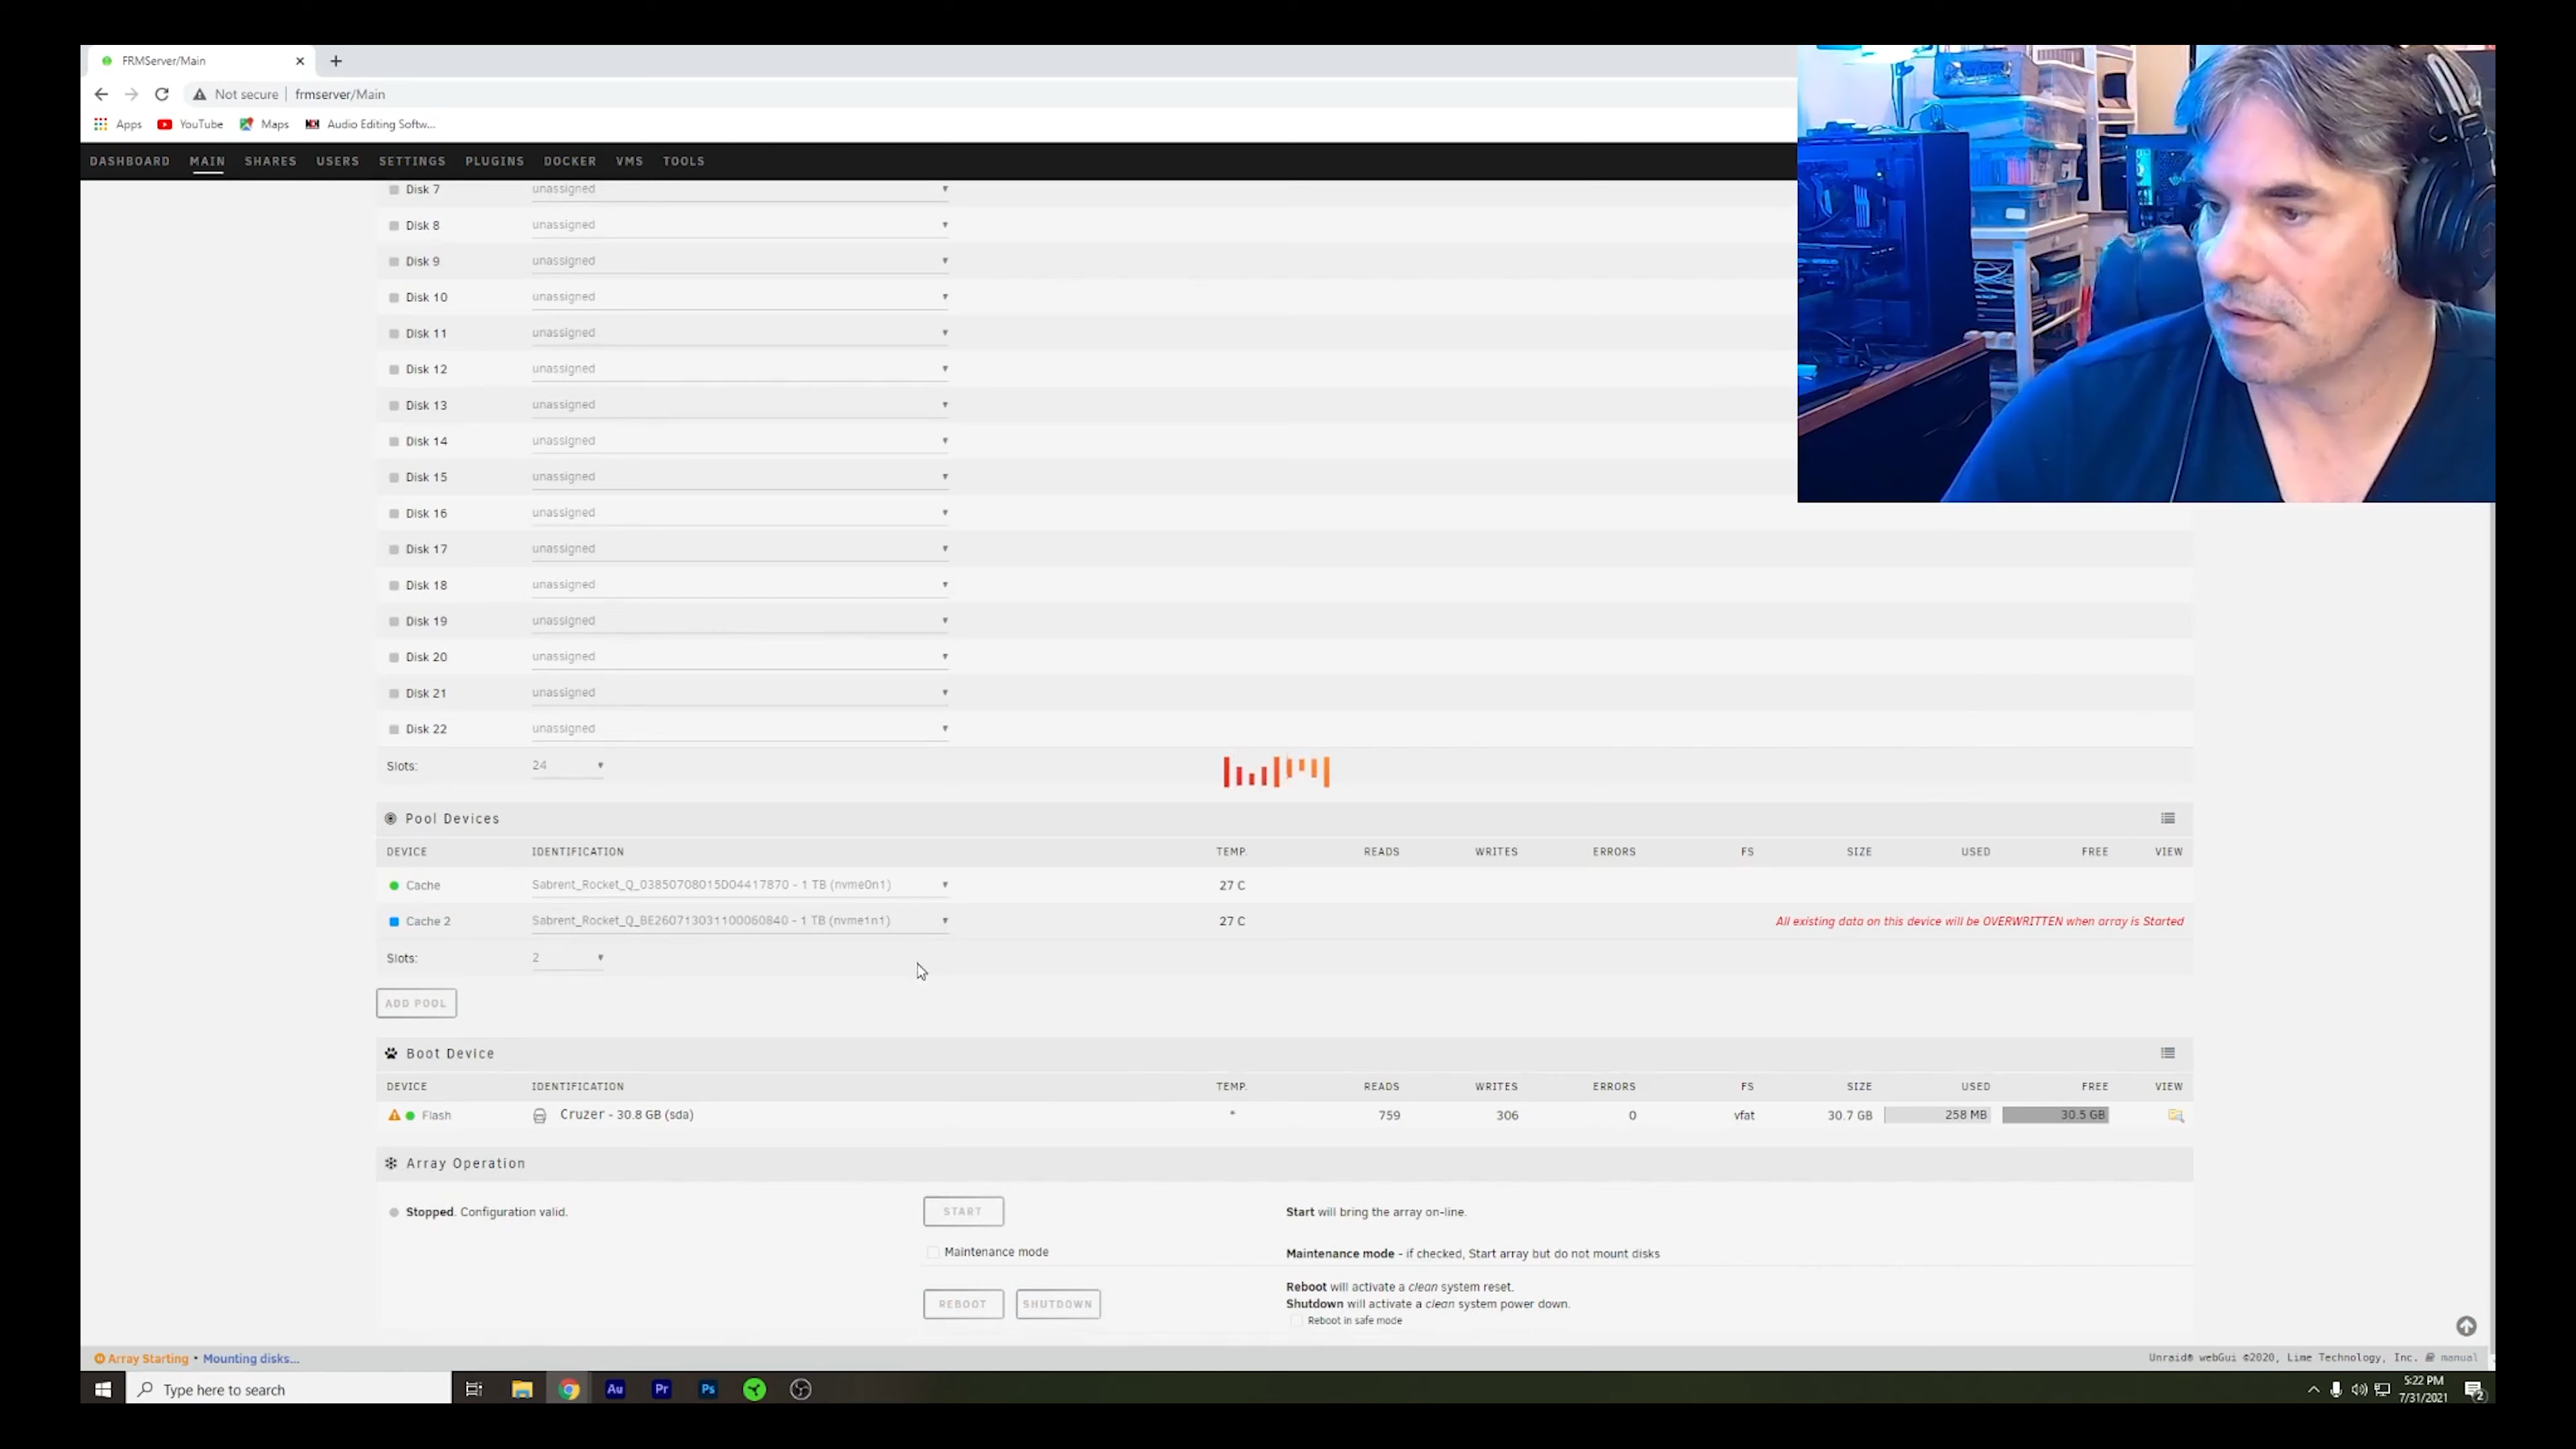 FRMServer/Main
Not secure frmserver/Main
Apps YouTube Maps Audio Editing Softw...
DASHBOARD MAIN SHARES USERS SETTINGS PLUGINS DOCKER VMS TOOLS
Disk 7 unassigned
Disk 8 unassigned
Disk 9 unassigned
Disk 10 unassigned
Disk 11 unassigned
Disk 12 unassigned
Disk 13 unassigned
Disk 14 unassigned
Disk 15 unassigned
Disk 16 unassigned
Disk 17 unassigned
Disk 18 unassigned
Disk 19 unassigned
Disk 20 unassigned
Disk 21 unassigned
Disk 22 unassigned
Slots: 24
Pool Devices
DEVICE IDENTIFICATION TEMP. READS WRITES ERRORS FS SIZE USED FREE VIEW
Cache Sabrent_Rocket_Q_03850708015D04417870 - 1 TB (nvme0n1) 27 C
Cache 2 Sabrent_Rocket_Q_BE260713031100060840 - 1 TB (nvme1n1) 27 C All existing data on this device will be OVERWRITTEN when array is Started
Slots: 2
ADD POOL
Boot Device
DEVICE IDENTIFICATION TEMP. READS WRITES ERRORS FS SIZE USED FREE VIEW
Flash Cruzer - 30.8 GB (sda) * 759 306 0 vfat 30.7 GB 258 MB 30.5 GB
Array Operation
Stopped. Configuration valid. START Start will bring the array on-line.
Maintenance mode Maintenance mode - if checked, Start array but do not mount disks
Reboot will activate a clean system reset.
REBOOT SHUTDOWN Shutdown will activate a clean system power down.
Reboot in safe mode
Array Starting • Mounting disks... Unraid® webGui ©2020, Lime Technology, Inc. manual
Type here to search Au Pr Ps 5:22 PM
7/31/2021 2